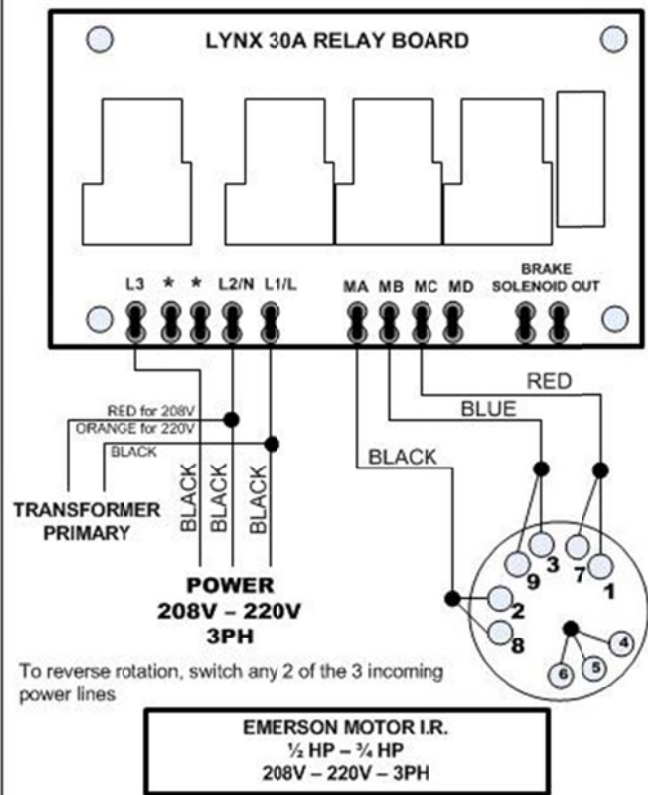 LYNX 30A RELAY BOARD
L3 * * L2/N L1/L
MA MB MC MD
BRAKE
SOLENOID OUT
RED
BLUE
BLACK
RED for 208V
ORANGE for 220V
BLACK
TRANSFORMER
PRIMARY
BLACK
BLACK
BLACK
POWER
208V – 220V
3PH
9
3
7
1
2
8
4
5
6
To reverse rotation, switch any 2 of the 3 incoming
power lines
EMERSON MOTOR I.R.
½ HP – ¾ HP
208V – 220V – 3PH